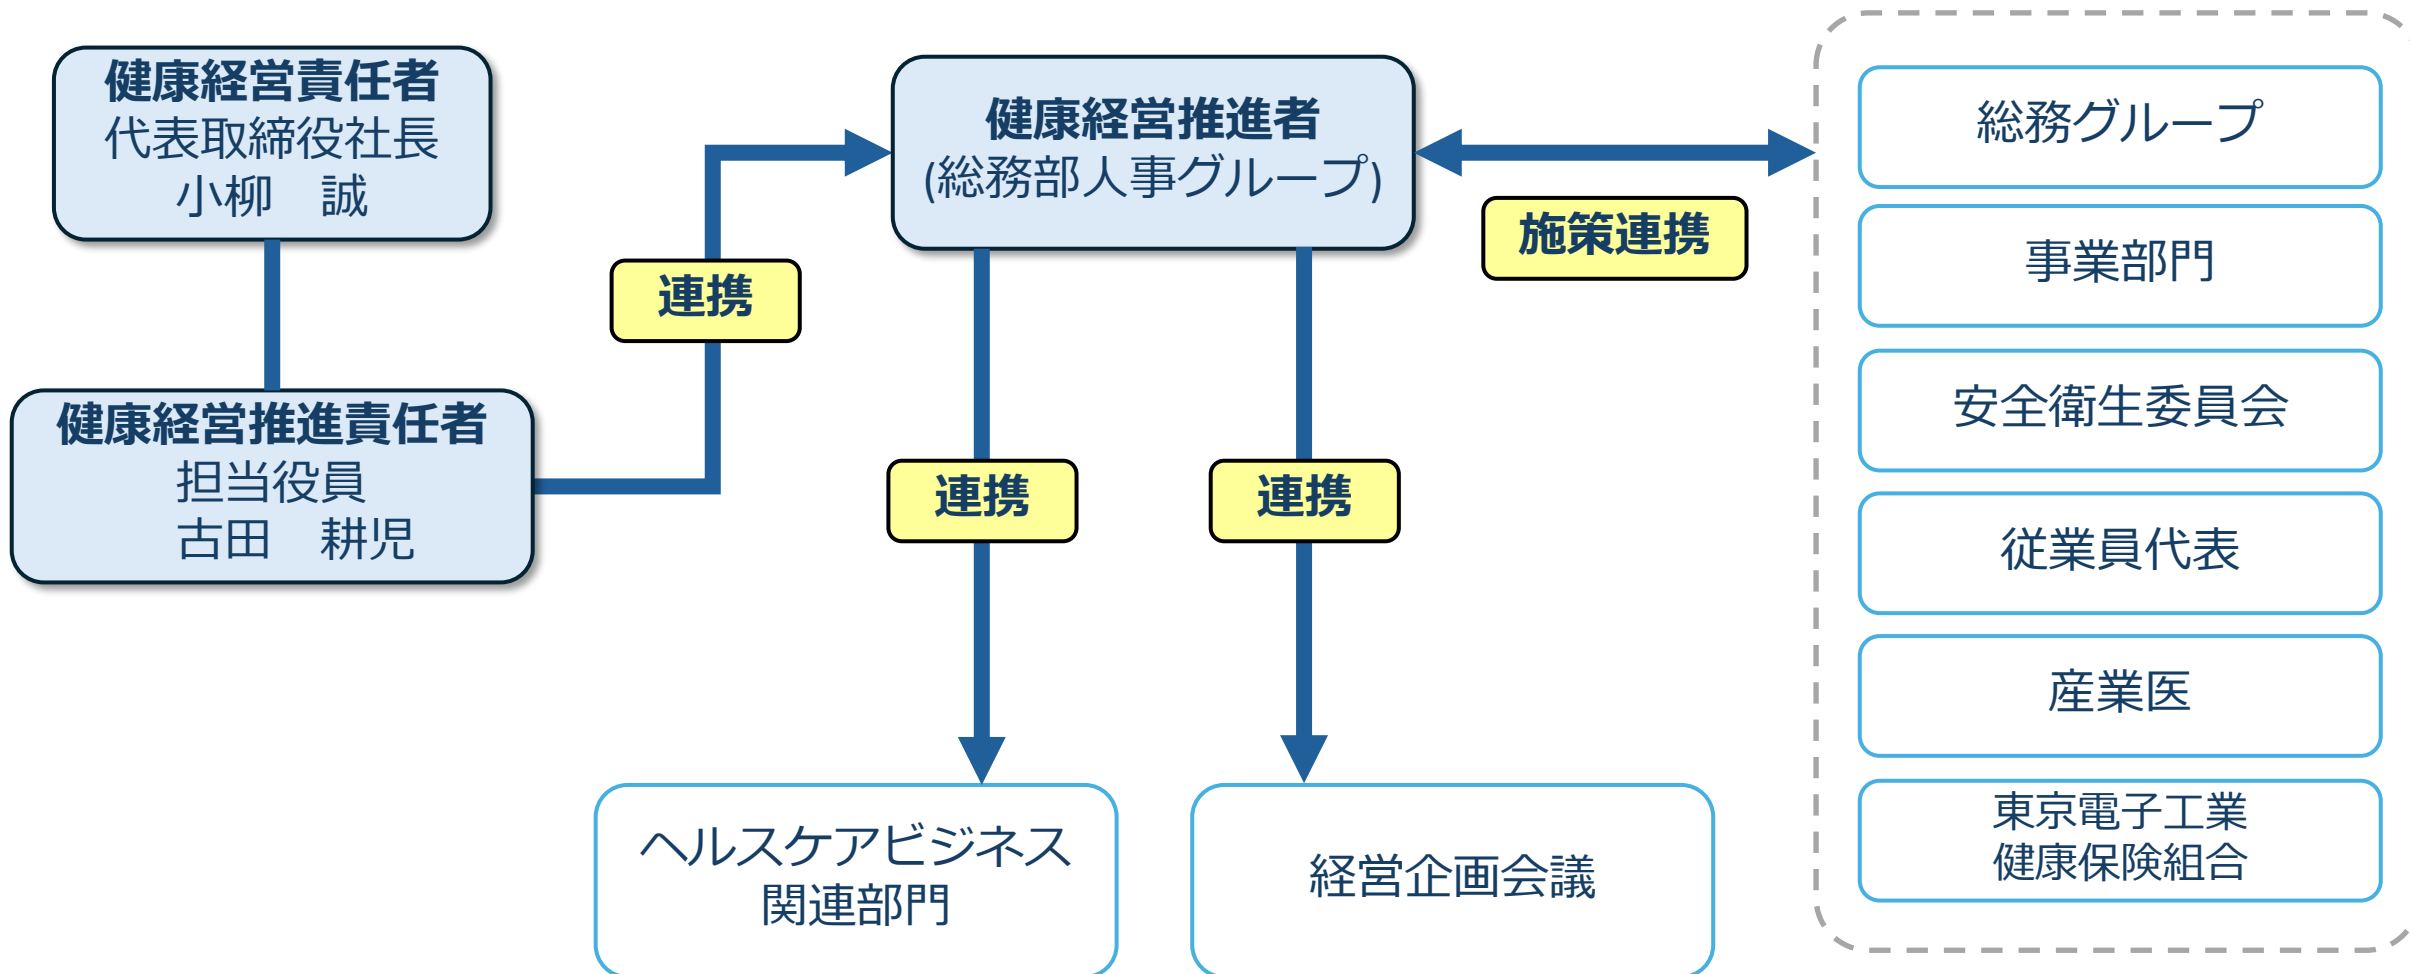 健康経営責任者
代表取締役社長
小柳　誠
健康経営推進責任者
担当役員
古田　耕児
連携
健康経営推進者
(総務部人事グループ)
施策連携
連携
連携
ヘルスケアビジネス
関連部門
経営企画会議
総務グループ
事業部門
安全衛生委員会
従業員代表
産業医
東京電子工業
健康保険組合